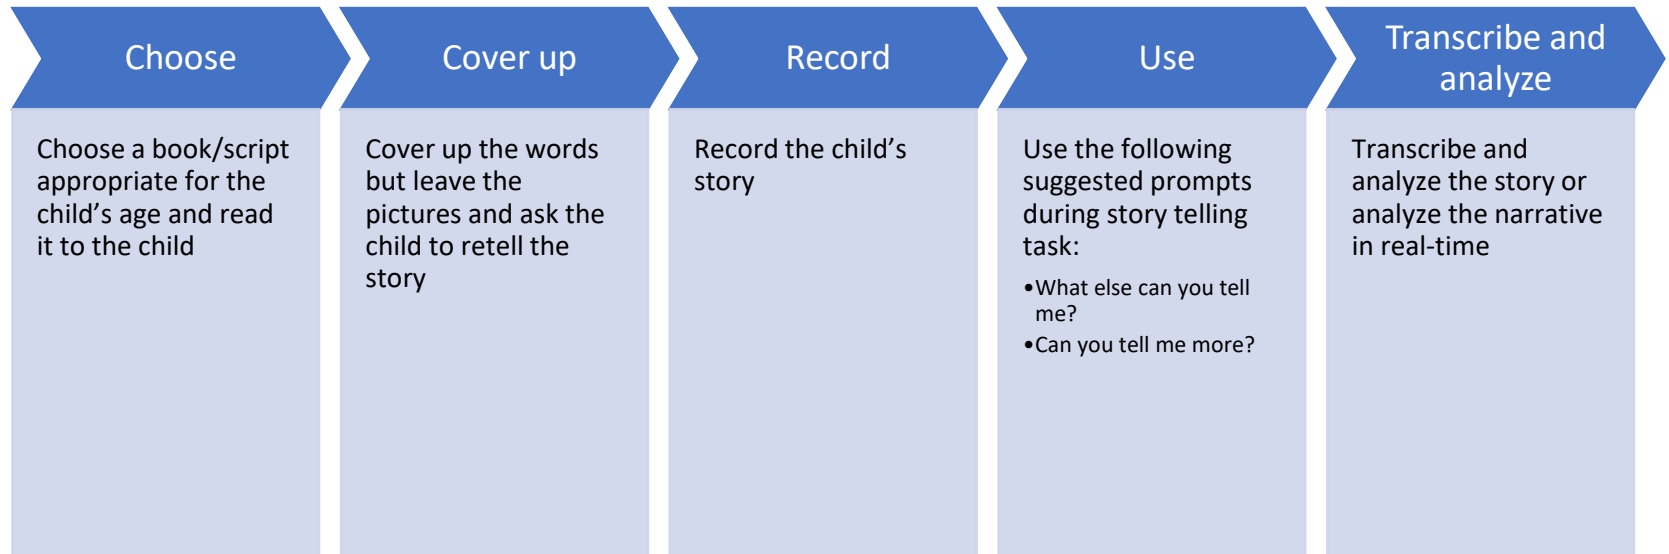 Choose
Choose a book/script
appropriate for the
child’s age and read
it to the child
Cover up
Cover up the words
but leave the
pictures and ask the
child to retell the
story
Record
Record the child’s
story
Use
Use the following
suggested prompts
during story telling
task:
•What else can you tell
me?
•Can you tell me more?
Transcribe and
analyze
Transcribe and
analyze the story or
analyze the narrative
in real-time